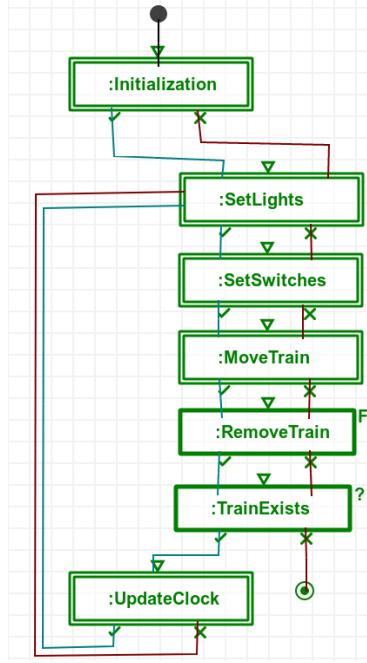 :Initialization
:SetLights
:SetSwitches
:MoveTrain
F
:RemoveTrain
?
:TrainExists
:UpdateClock